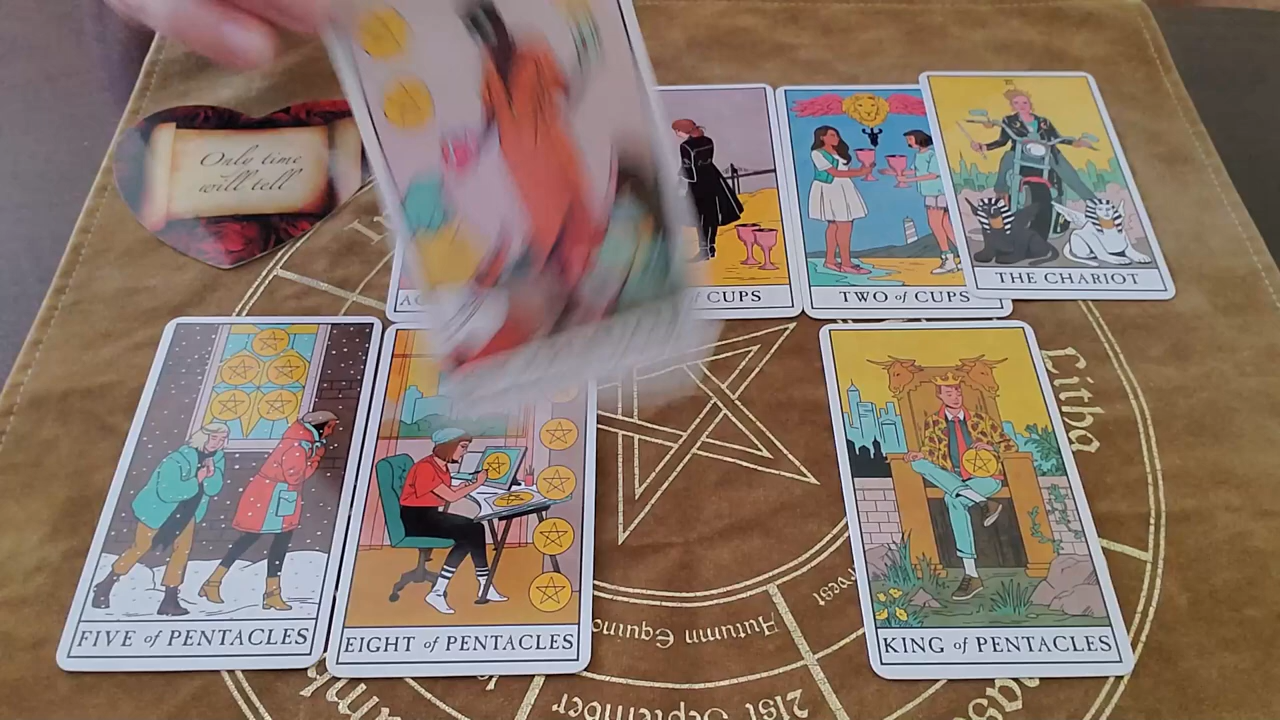 Only time
will tell
of CUPS
TWO of CUPS
THE CHARIOT
Litha
FIVE of PENTACLES
EIGHT of PENTACLES
KING of PENTACLES
Autumn Equino
21st September